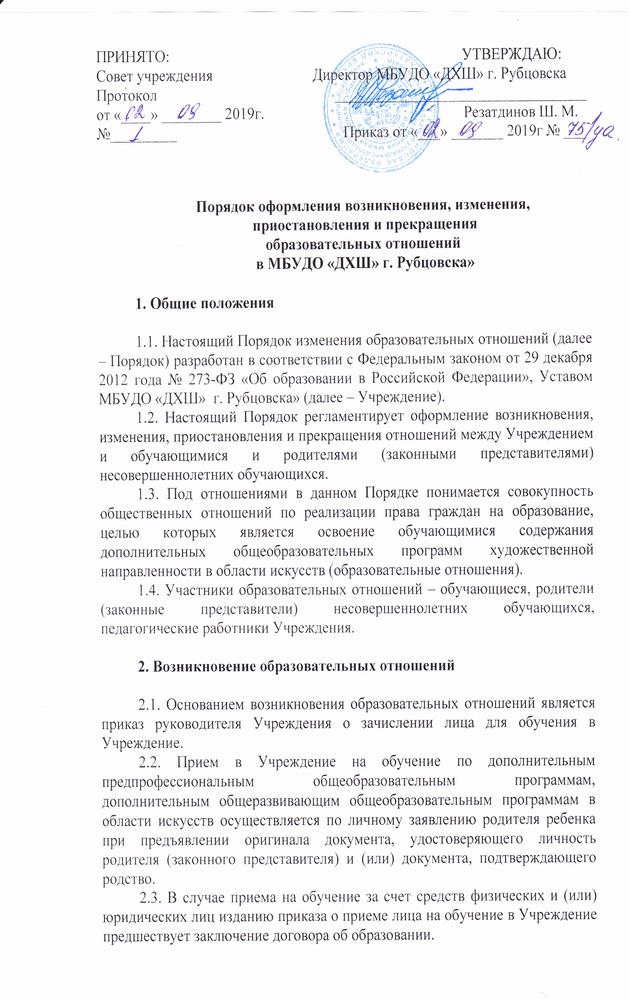 ПРИНЯТО:
Совет учреждения
Протокол
от «02» 09 2019г.
№ 1
УТВЕРЖДАЮ:
Директор МБУДО «ДХШ» г. Рубцовска
Резатдинов Ш. М.
Приказ от «02» 09 2019г № 75/уд.
Порядок оформления возникновения, изменения,
приостановления и прекращения
образовательных отношений
в МБУДО «ДХШ» г. Рубцовска»
1. Общие положения
1.1. Настоящий Порядок изменения образовательных отношений (далее
– Порядок) разработан в соответствии с Федеральным законом от 29 декабря
2012 года № 273-ФЗ «Об образовании в Российской Федерации», Уставом
МБУДО «ДХШ» г. Рубцовска» (далее – Учреждение).
1.2. Настоящий Порядок регламентирует оформление возникновения,
изменения, приостановления и прекращения отношений между Учреждением
и обучающимися и родителями (законными представителями)
несовершеннолетних обучающихся.
1.3. Под отношениями в данном Порядке понимается совокупность
общественных отношений по реализации права граждан на образование,
целью которых является освоение обучающимися содержания
дополнительных общеобразовательных программ художественной
направленности в области искусств (образовательные отношения).
1.4. Участники образовательных отношений – обучающиеся, родители
(законные представители) несовершеннолетних обучающихся,
педагогические работники Учреждения.
2. Возникновение образовательных отношений
2.1. Основанием возникновения образовательных отношений является
приказ руководителя Учреждения о зачислении лица для обучения в
Учреждение.
2.2. Прием в Учреждение на обучение по дополнительным
предпрофессиональным общеобразовательным программам,
дополнительным общеразвивающим общеобразовательным программам в
области искусств осуществляется по личному заявлению родителя ребенка
при предъявлении оригинала документа, удостоверяющего личность
родителя (законного представителя) и (или) документа, подтверждающего
родство.
2.3. В случае приема на обучение за счет средств физических и (или)
юридических лиц изданию приказа о приеме лица на обучение в Учреждение
предшествует заключение договора об образовании.